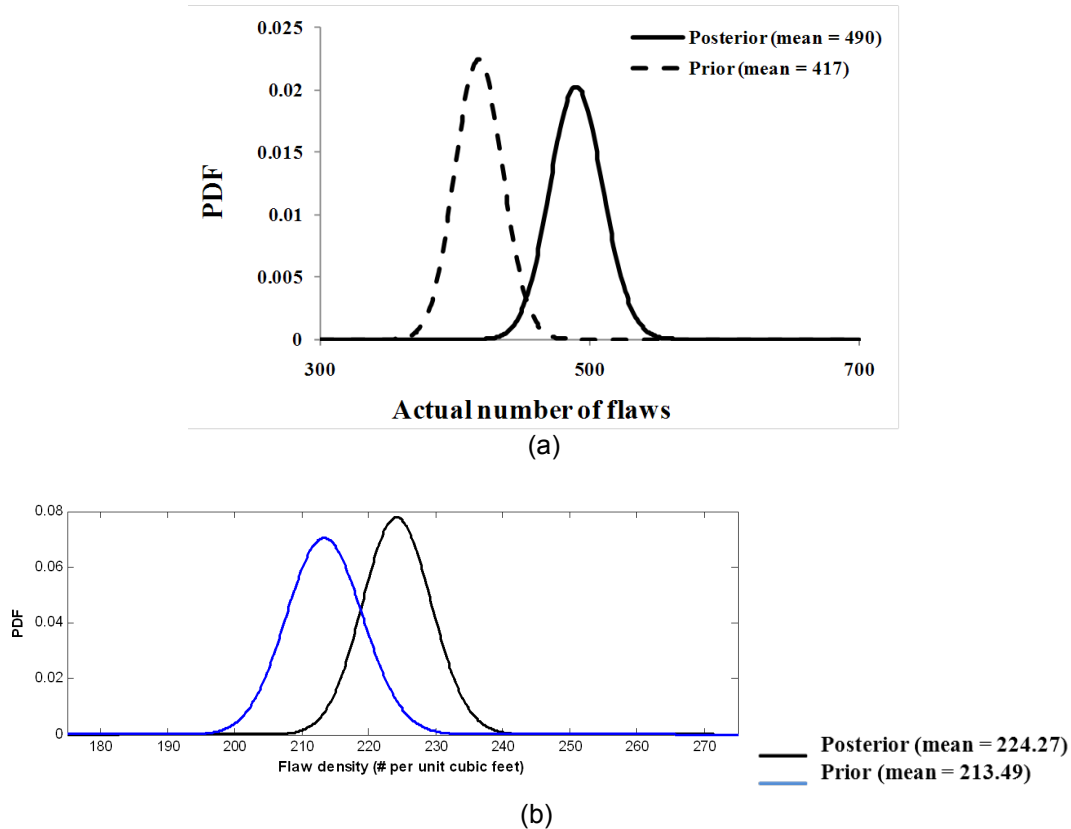 0.025
0.02
0.015
0.01
0.005
0
PDF
Posterior (mean = 490)
Prior (mean = 417)
300 500 700
Actual number of flaws
(a)
0.08
0.06
0.04
0.02
0
PDF
180 190 200 210 220 230 240 250 260 270
Flaw density (# per unit cubic feet)
Posterior (mean = 224.27)
Prior (mean = 213.49)
(b)